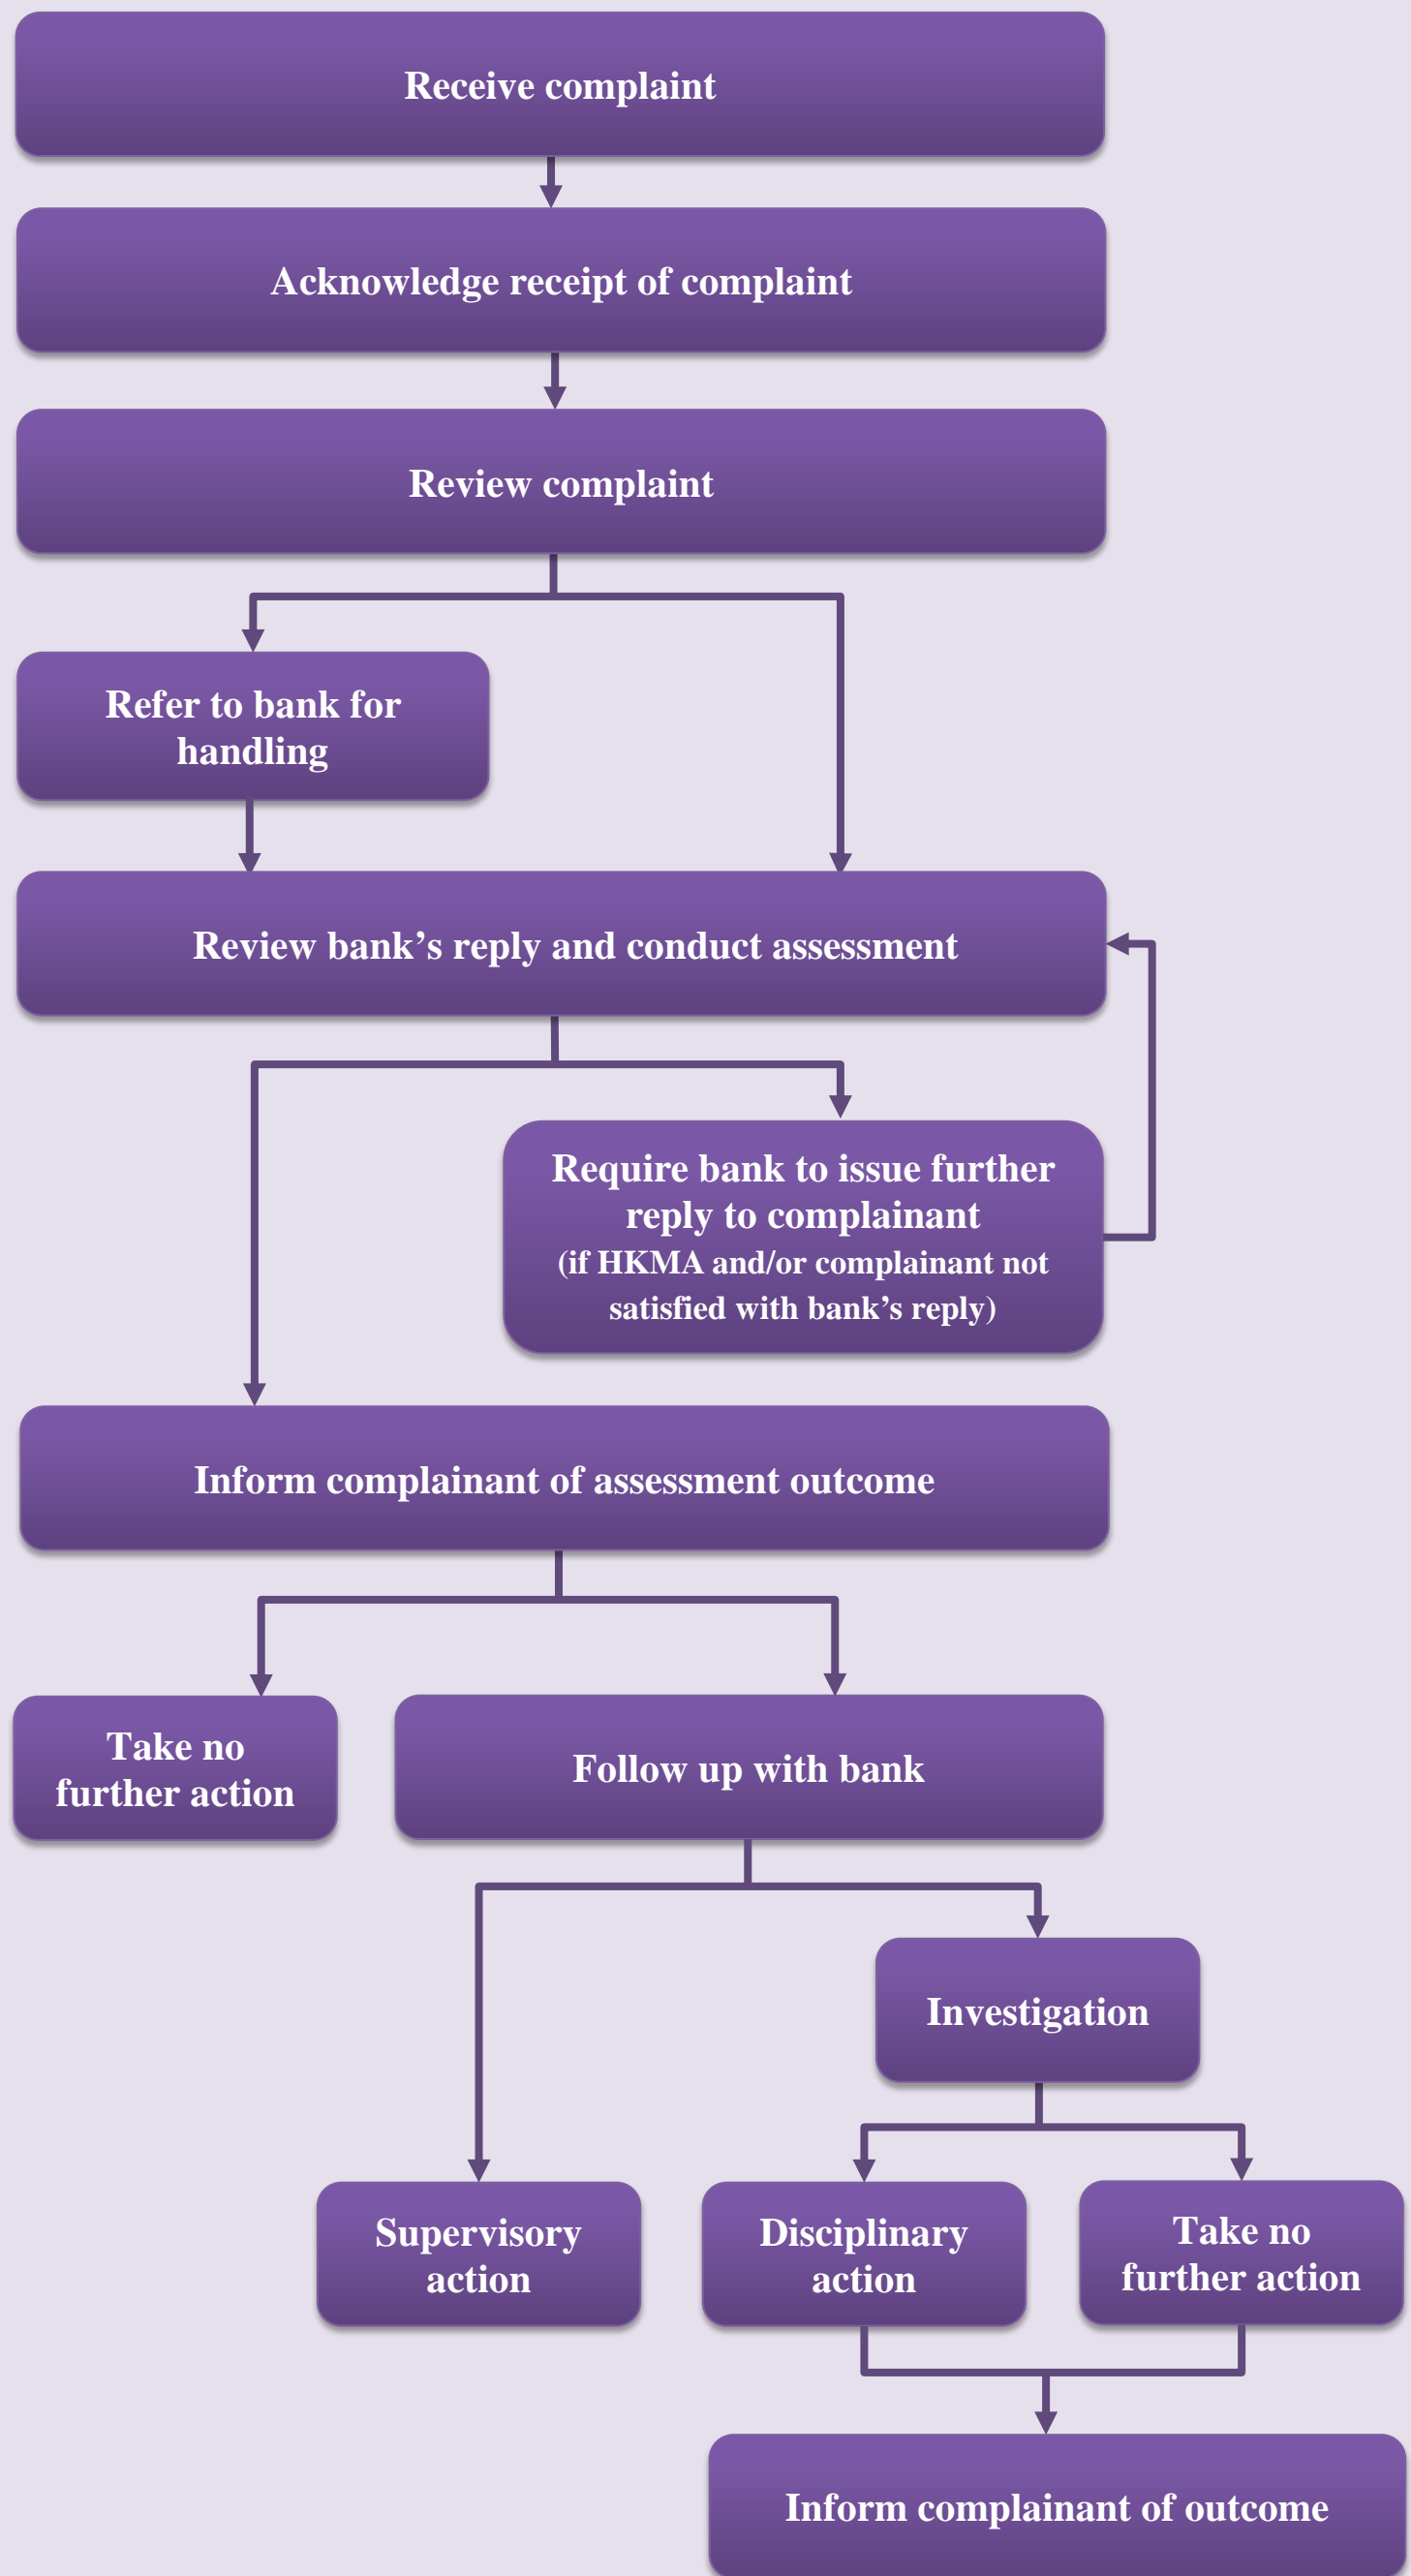 Receive complaint
Acknowledge receipt of complaint
Review complaint
Refer to bank for
handling
Review bank’s reply and conduct assessment
Require bank to issue further
reply to complainant
(if HKMA and/or complainant not
satisfied with bank’s reply)
Inform complainant of assessment outcome
Take no
further action
Follow up with bank
Investigation
Supervisory
action
Disciplinary
action
Take no
further action
Inform complainant of outcome